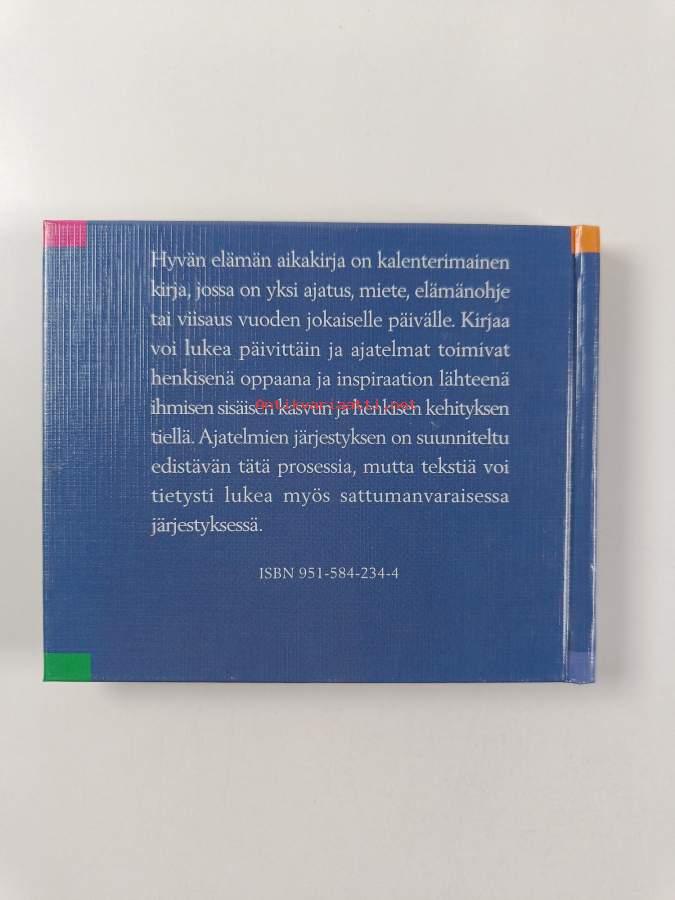 Hyvän elämän aikakirja on kalenterimainen
kirja, jossa on yksi ajatus, miete, elämänohje
tai viisaus vuoden jokaiselle päivälle. Kirjaa
voi lukea päivittäin ja ajatelmat toimivat
henkisenä oppaana ja inspiraation lähteenä
ihmisen sisäisen kasvun ja henkisen kehityksen
Antikvariaatti.net
tiellä. Ajatelmien järjestyksen on suunniteltu
edistävän tätä prosessia, mutta tekstiä voi
tietysti lukea myös sattumanvaraisessa
järjestyksessä.
ISBN 951-584-234-4